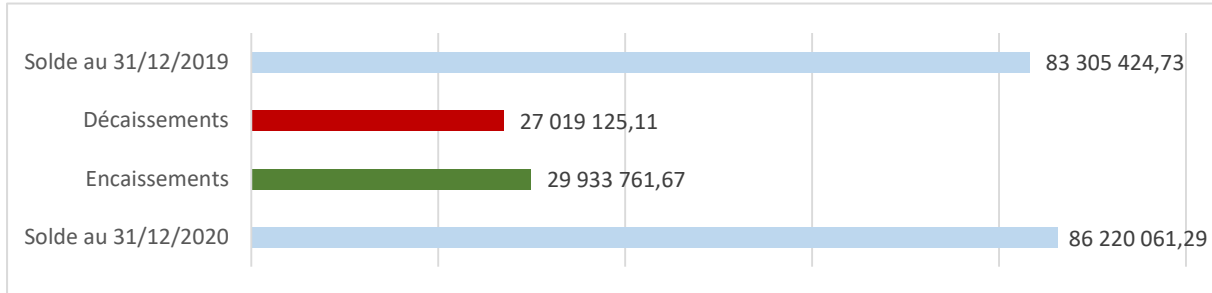 Solde au 31/12/2019 83 305 424,73
Décaissements 27 019 125,11
Encaissements 29 933 761,67
Solde au 31/12/2020 86 220 061,29